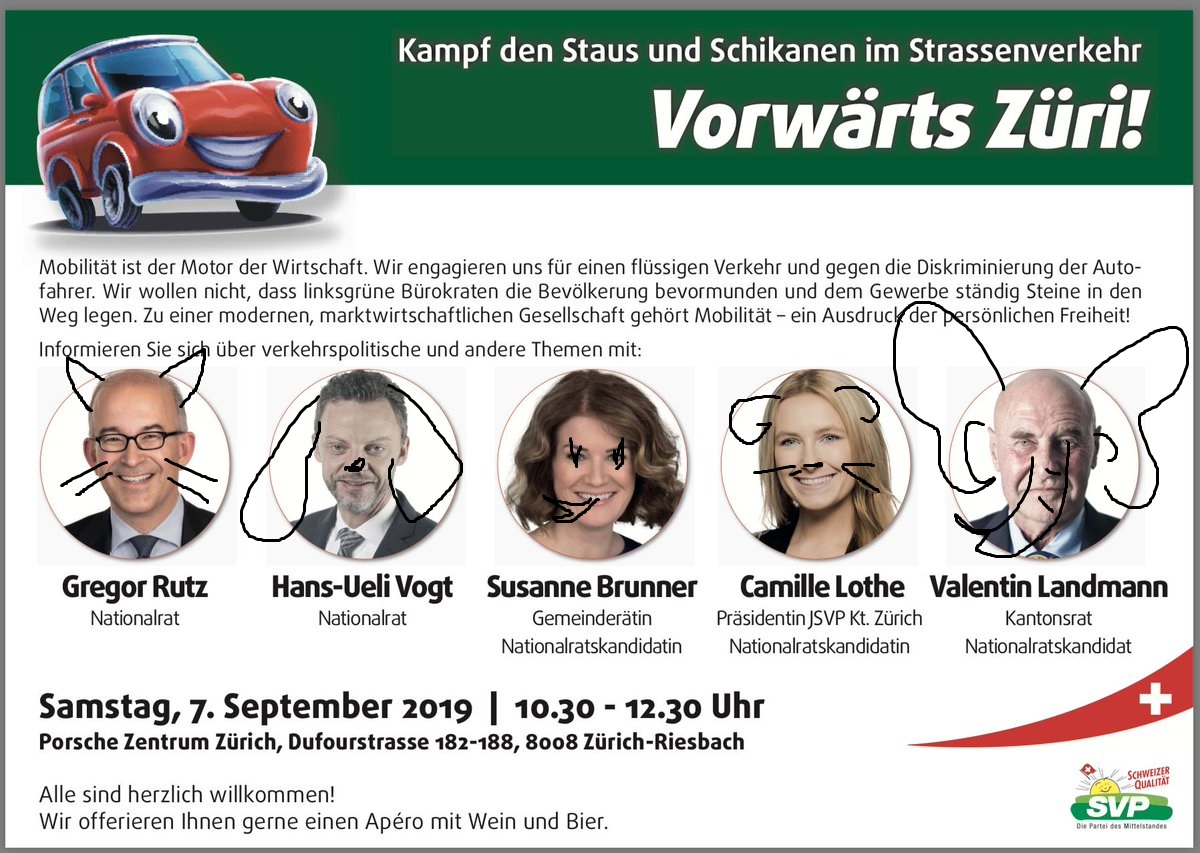 Kampf den Staus und Schikanen im Strassenverkehr
Vorwärts Züri!
Mobilität ist der Motor der Wirtschaft. Wir engagieren uns für einen flüssigen Verkehr und gegen die Diskriminierung der Auto-
fahrer. Wir wollen nicht, dass linksgrüne Bürokraten die Bevölkerung bevormunden und dem Gewerbe ständig Steine in den
Weg legen. Zu einer modernen, marktwirtschaftlichen Gesellschaft gehört Mobilität – ein Ausdruck der persönlichen Freiheit!
Informieren Sie sich über verkehrspolitische und andere Themen mit:
Gregor Rutz
Nationalrat
Hans-Ueli Vogt
Nationalrat
Susanne Brunner
Gemeinderätin
Nationalratskandidatin
Camille Lothe
Präsidentin JSVP Kt. Zürich
Nationalratskandidatin
Valentin Landmann
Kantonsrat
Nationalratskandidat
Samstag, 7. September 2019 | 10.30 - 12.30 Uhr
Porsche Zentrum Zürich, Dufourstrasse 182-188, 8008 Zürich-Riesbach
Alle sind herzlich willkommen!
Wir offerieren Ihnen gerne einen Apéro mit Wein und Bier.
SCHWEIZER
QUALITÄT
SVP
Die Partei des Mittelstandes